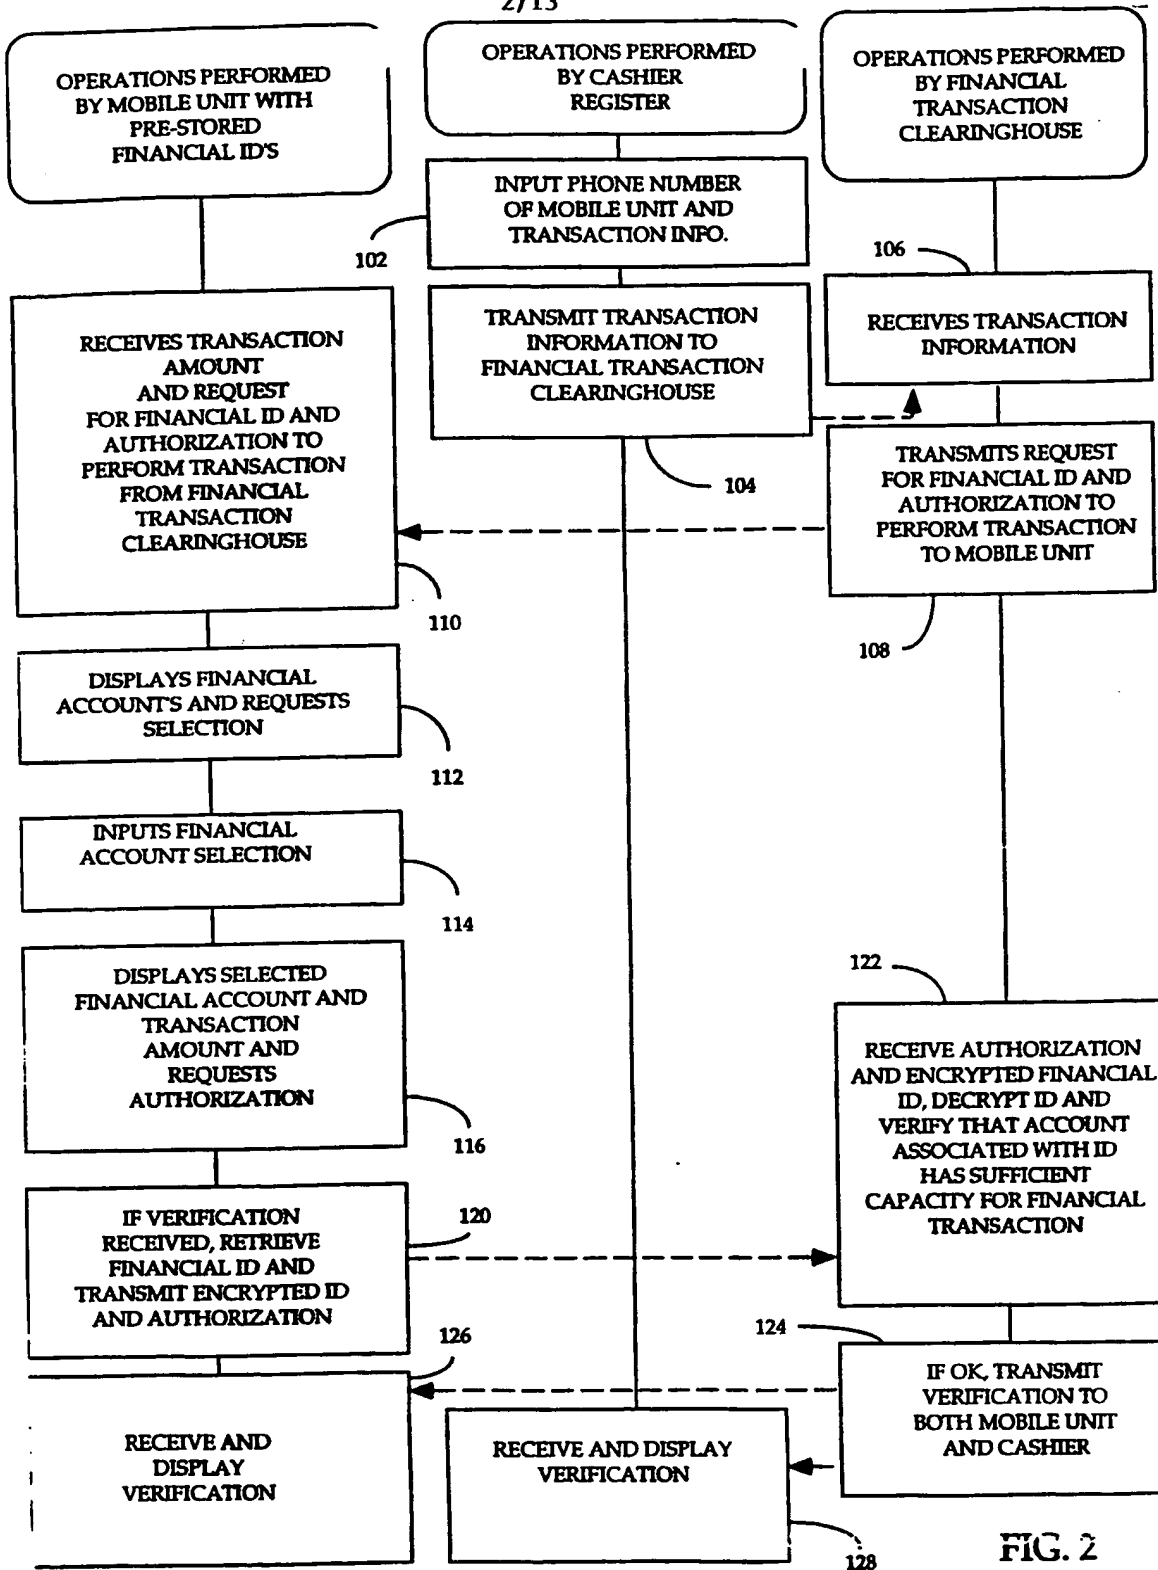 2/13
OPERATIONS PERFORMED
BY MOBILE UNIT WITH
PRE-STORED
FINANCIAL ID'S
OPERATIONS PERFORMED
BY CASHIER
REGISTER
OPERATIONS PERFORMED
BY FINANCIAL
TRANSACTION
CLEARINGHOUSE
INPUT PHONE NUMBER
OF MOBILE UNIT AND
TRANSACTION INFO.
102
TRANSMIT TRANSACTION
INFORMATION TO
FINANCIAL TRANSACTION
CLEARINGHOUSE
104
106
RECEIVES TRANSACTION
INFORMATION
TRANSMITS REQUEST
FOR FINANCIAL ID AND
AUTHORIZATION TO
PERFORM TRANSACTION
TO MOBILE UNIT
108
RECEIVES TRANSACTION
AMOUNT
AND REQUEST
FOR FINANCIAL ID AND
AUTHORIZATION TO
PERFORM TRANSACTION
FROM FINANCIAL
TRANSACTION
CLEARINGHOUSE
110
DISPLAYS FINANCIAL
ACCOUNT'S AND REQUESTS
SELECTION
112
INPUTS FINANCIAL
ACCOUNT SELECTION
114
DISPLAYS SELECTED
FINANCIAL ACCOUNT AND
TRANSACTION
AMOUNT AND
REQUESTS
AUTHORIZATION
116
IF VERIFICATION
RECEIVED, RETRIEVE
FINANCIAL ID AND
TRANSMIT ENCRYPTED ID
AND AUTHORIZATION
120
122
RECEIVE AUTHORIZATION
AND ENCRYPTED FINANCIAL
ID, DECRYPT ID AND
VERIFY THAT ACCOUNT
ASSOCIATED WITH ID
HAS SUFFICIENT
CAPACITY FOR FINANCIAL
TRANSACTION
124
IF OK, TRANSMIT
VERIFICATION TO
BOTH MOBILE UNIT
AND CASHIER
126
RECEIVE AND
DISPLAY
VERIFICATION
RECEIVE AND DISPLAY
VERIFICATION
128
FIG. 2